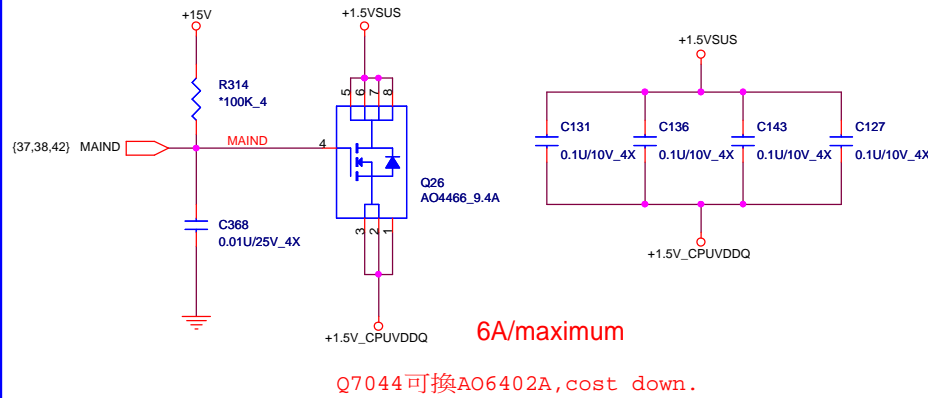 +15V
+1.5VSUS
+1.5VSUS
R314
*100K_4
5 6 7 8
{37,38,42} MAIND
MAIND
4
Q26
AO4466_9.4A
C131
0.1U/10V_4X
C136
0.1U/10V_4X
C143
0.1U/10V_4X
C127
0.1U/10V_4X
C368
0.01U/25V_4X
3 2 1
+1.5V_CPUVDDQ
+1.5V_CPUVDDQ
6A/maximum
Q7044可換AO6402A,cost down.